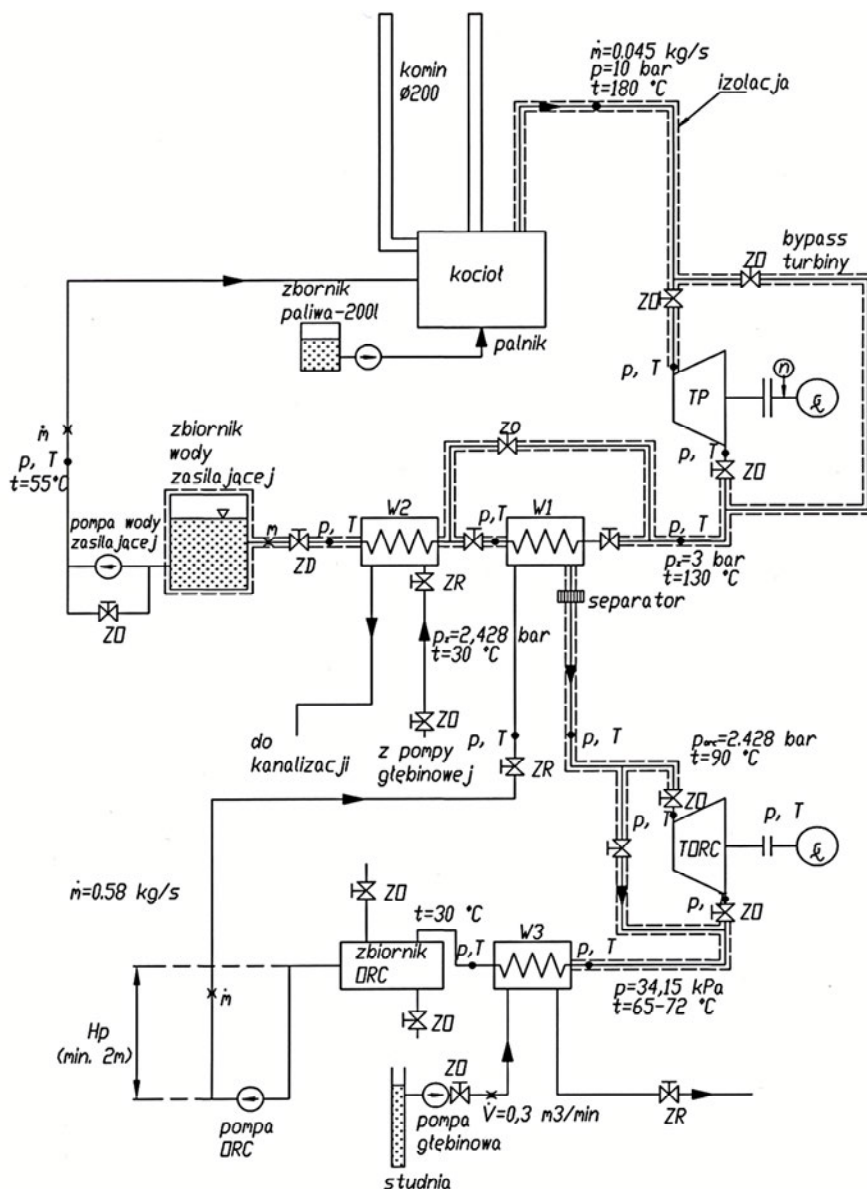 komin
Ø200
ṁ=0.045 kg/s
p=10 bar
t=180 °C
izolacja
bypass
turbiny
ZO
ZO
kocioł
zbornik
paliwa-200l
palnik
p, T
TP
n
G
p, T
ZO
ṁ
p, T
t=55°C
zbiornik
wody
zasilającej
pompa wody
zasilającej
ZO
m
ZD
p, T
W2
zo
p,T
W1
p, T
pₓ=3 bar
t=130 °C
separator
ZR
pₓ=2,428 bar
t=30 °C
ZO
do
kanalizacji
z pompy
głębinowej
p, T
ZR
p, T
pₒᵣc=2.428 bar
t=90 °C
ZO
p, T
TORC
p, T
G
p,
ZO
ṁ=0.58 kg/s
ZO
t=30 °C
zbiornik
ORC
p,T
W3
p, T
p=34,15 kPa
t=65-72 °C
ZO
ṁ
Hp
(min. 2m)
pompa
ORC
ZO
pompa
głębinowa
V̇=0,3 m3/min
ZR
studnia